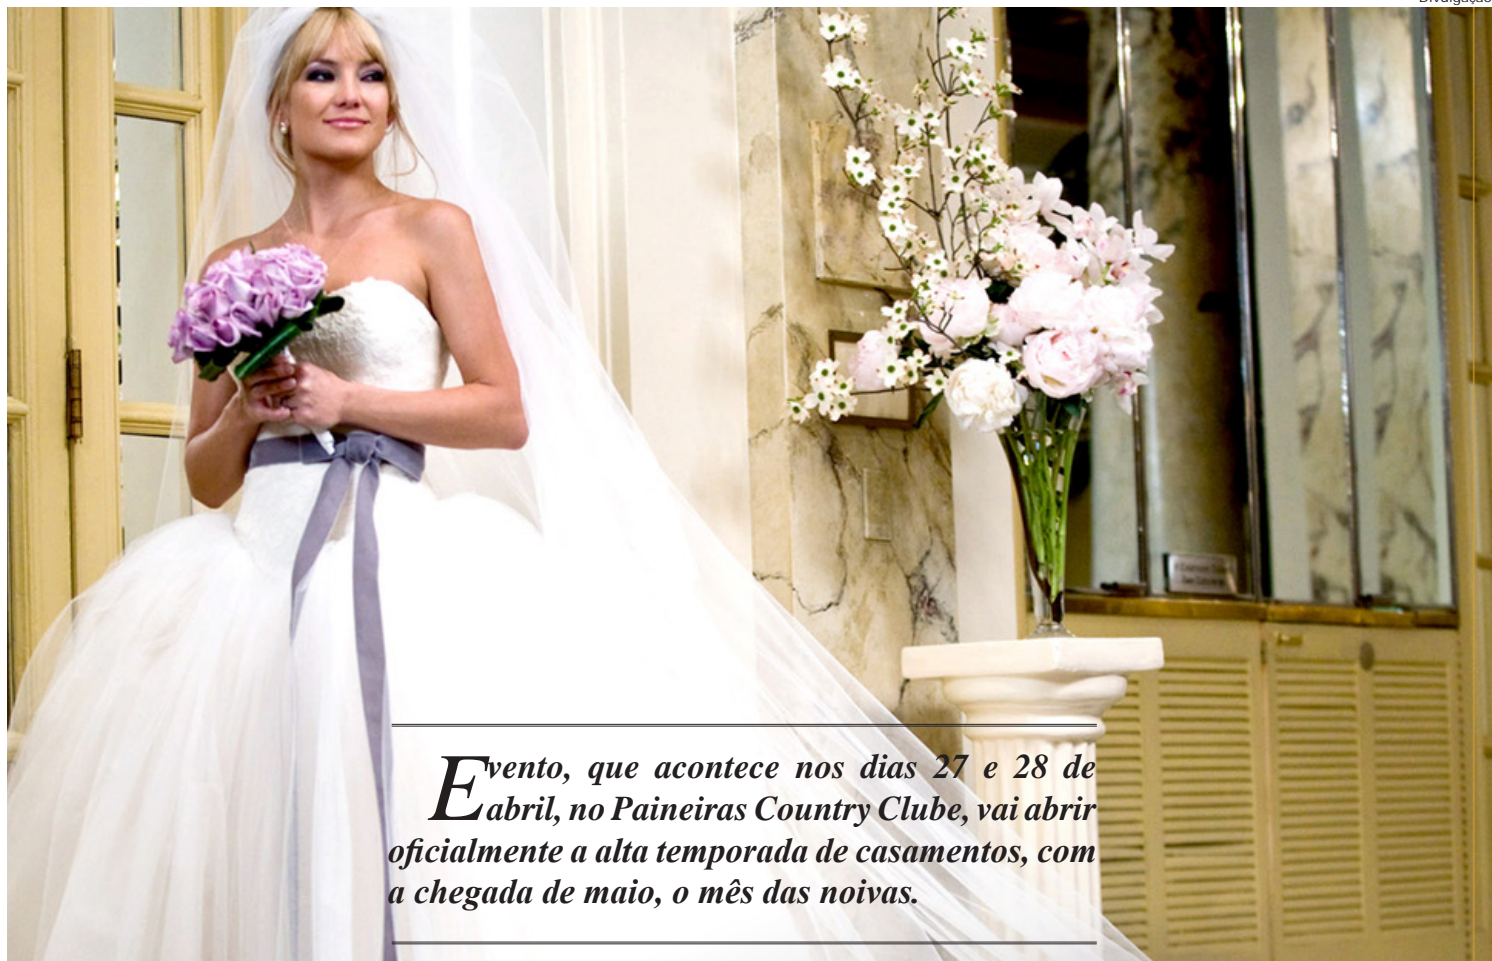 Divulgação
Evento, que acontece nos dias 27 e 28 de
abril, no Paineiras Country Clube, vai abrir
oficialmente a alta temporada de casamentos, com
a chegada de maio, o mês das noivas.